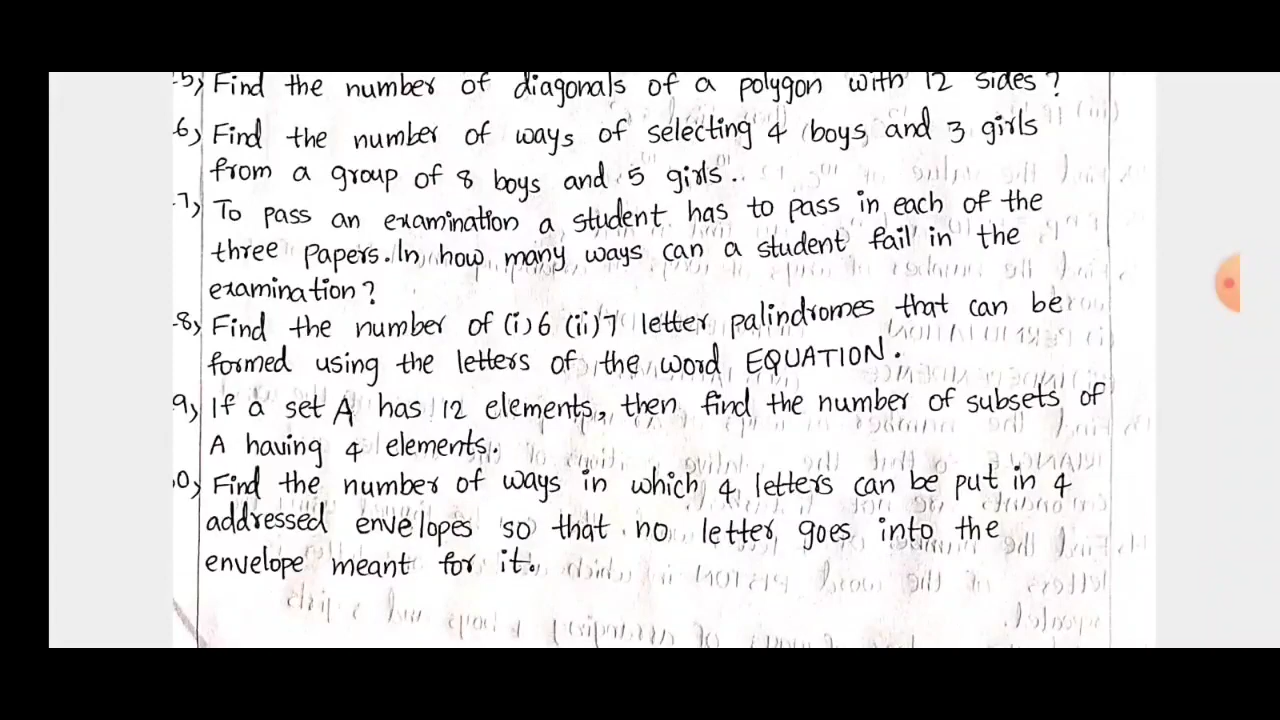 5) Find the number of diagonals of a polygon with 12 sides?
6) Find the number of ways of selecting 4 boys and 3 girls
from a group of 8 boys and 5 girls.
7) To pass an examination a student has to pass in each of the
three papers. In how many ways can a student fail in the
examination?
8) Find the number of (i) 6 (ii) 7 letter palindromes that can be
formed using the letters of the word EQUATION.
9) If a set A has 12 elements, then find the number of subsets of
A having 4 elements.
0) Find the number of ways in which 4 letters can be put in 4
addressed envelopes so that no letter goes into the
envelope meant for it.